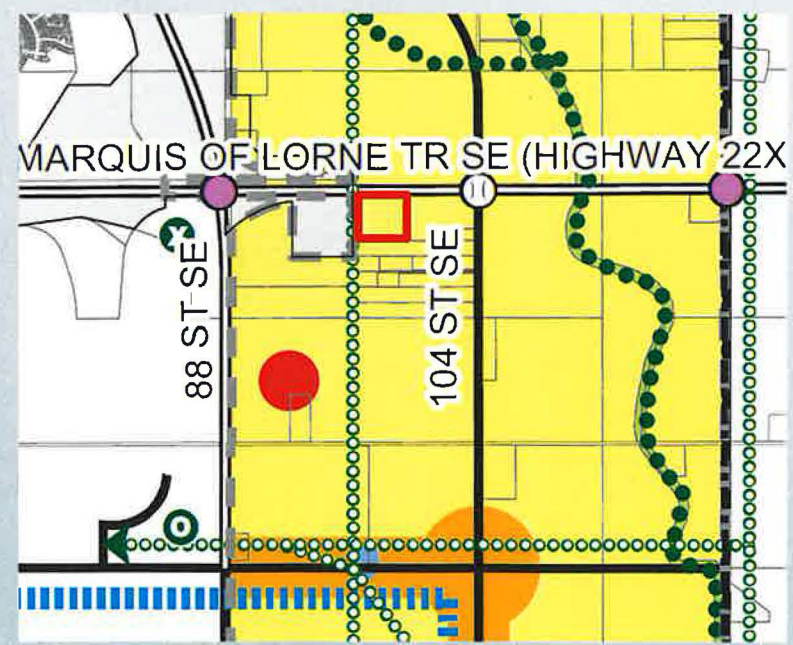 MARQUIS OF LORNE TR SE (HIGHWAY 22X
88 ST SE
104 ST SE
X
O